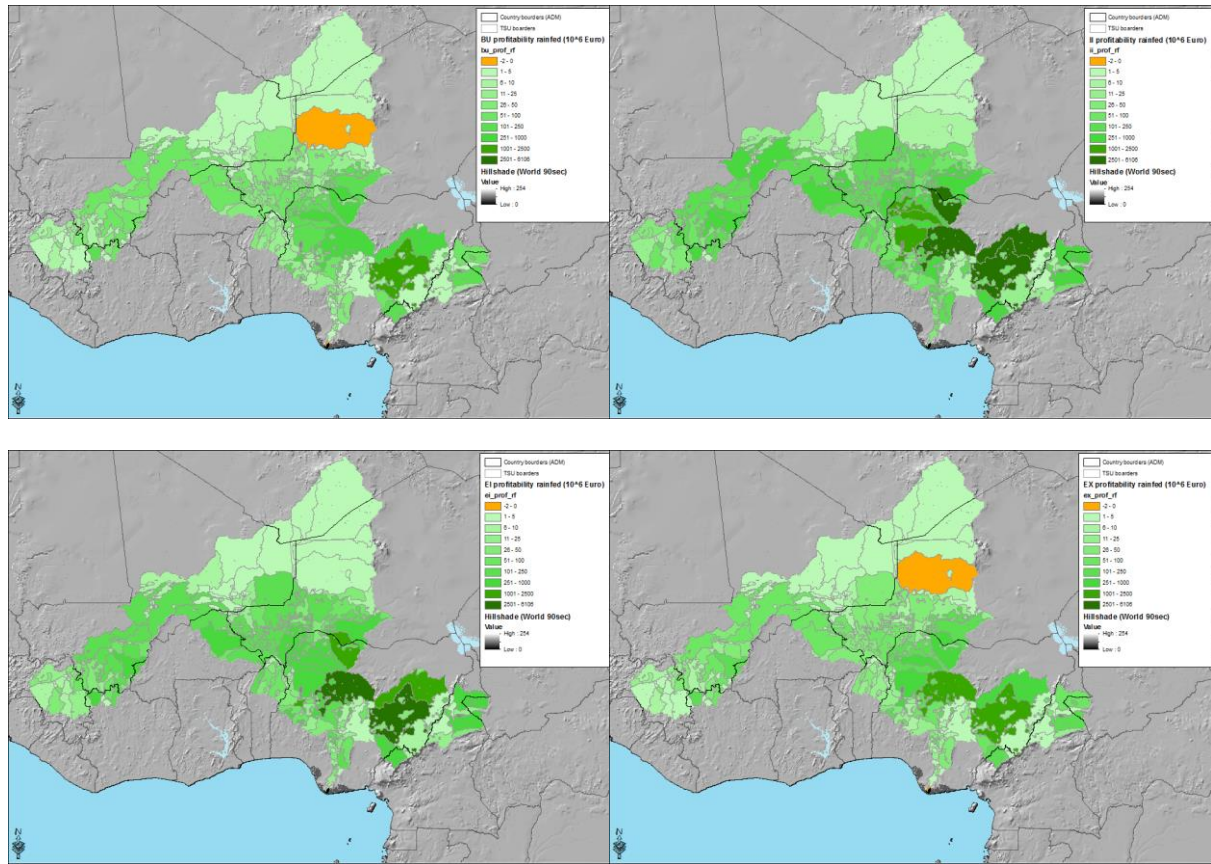 Country bourders (ADM)
TSU boarders
BU profitability rainfed (10^6 Euro)
bu_prof_rf
-2 - 0
1 - 5
6 - 10
11 - 25
26 - 50
51 - 100
101 - 250
251 - 1000
1001 - 2500
2501 - 6106
Hillshade (World 90sec)
Value
High : 254
Low : 0
N
Country bourders (ADM)
TSU boarders
II profitability rainfed (10^6 Euro)
ii_prof_rf
-2 - 0
1 - 5
6 - 10
11 - 25
26 - 50
51 - 100
101 - 250
251 - 1000
1001 - 2500
2501 - 6106
Hillshade (World 90sec)
Value
High : 254
Low : 0
N
Country bourders (ADM)
TSU boarders
EI profitability rainfed (10^6 Euro)
ei_prof_rf
-2 - 0
1 - 5
6 - 10
11 - 25
26 - 50
51 - 100
101 - 250
251 - 1000
1001 - 2500
2501 - 6106
Hillshade (World 90sec)
Value
High : 254
Low : 0
N
Country bourders (ADM)
TSU boarders
EX profitability rainfed (10^6 Euro)
ex_prof_rf
-2 - 0
1 - 5
6 - 10
11 - 25
26 - 50
51 - 100
101 - 250
251 - 1000
1001 - 2500
2501 - 6106
Hillshade (World 90sec)
Value
High : 254
Low : 0
N